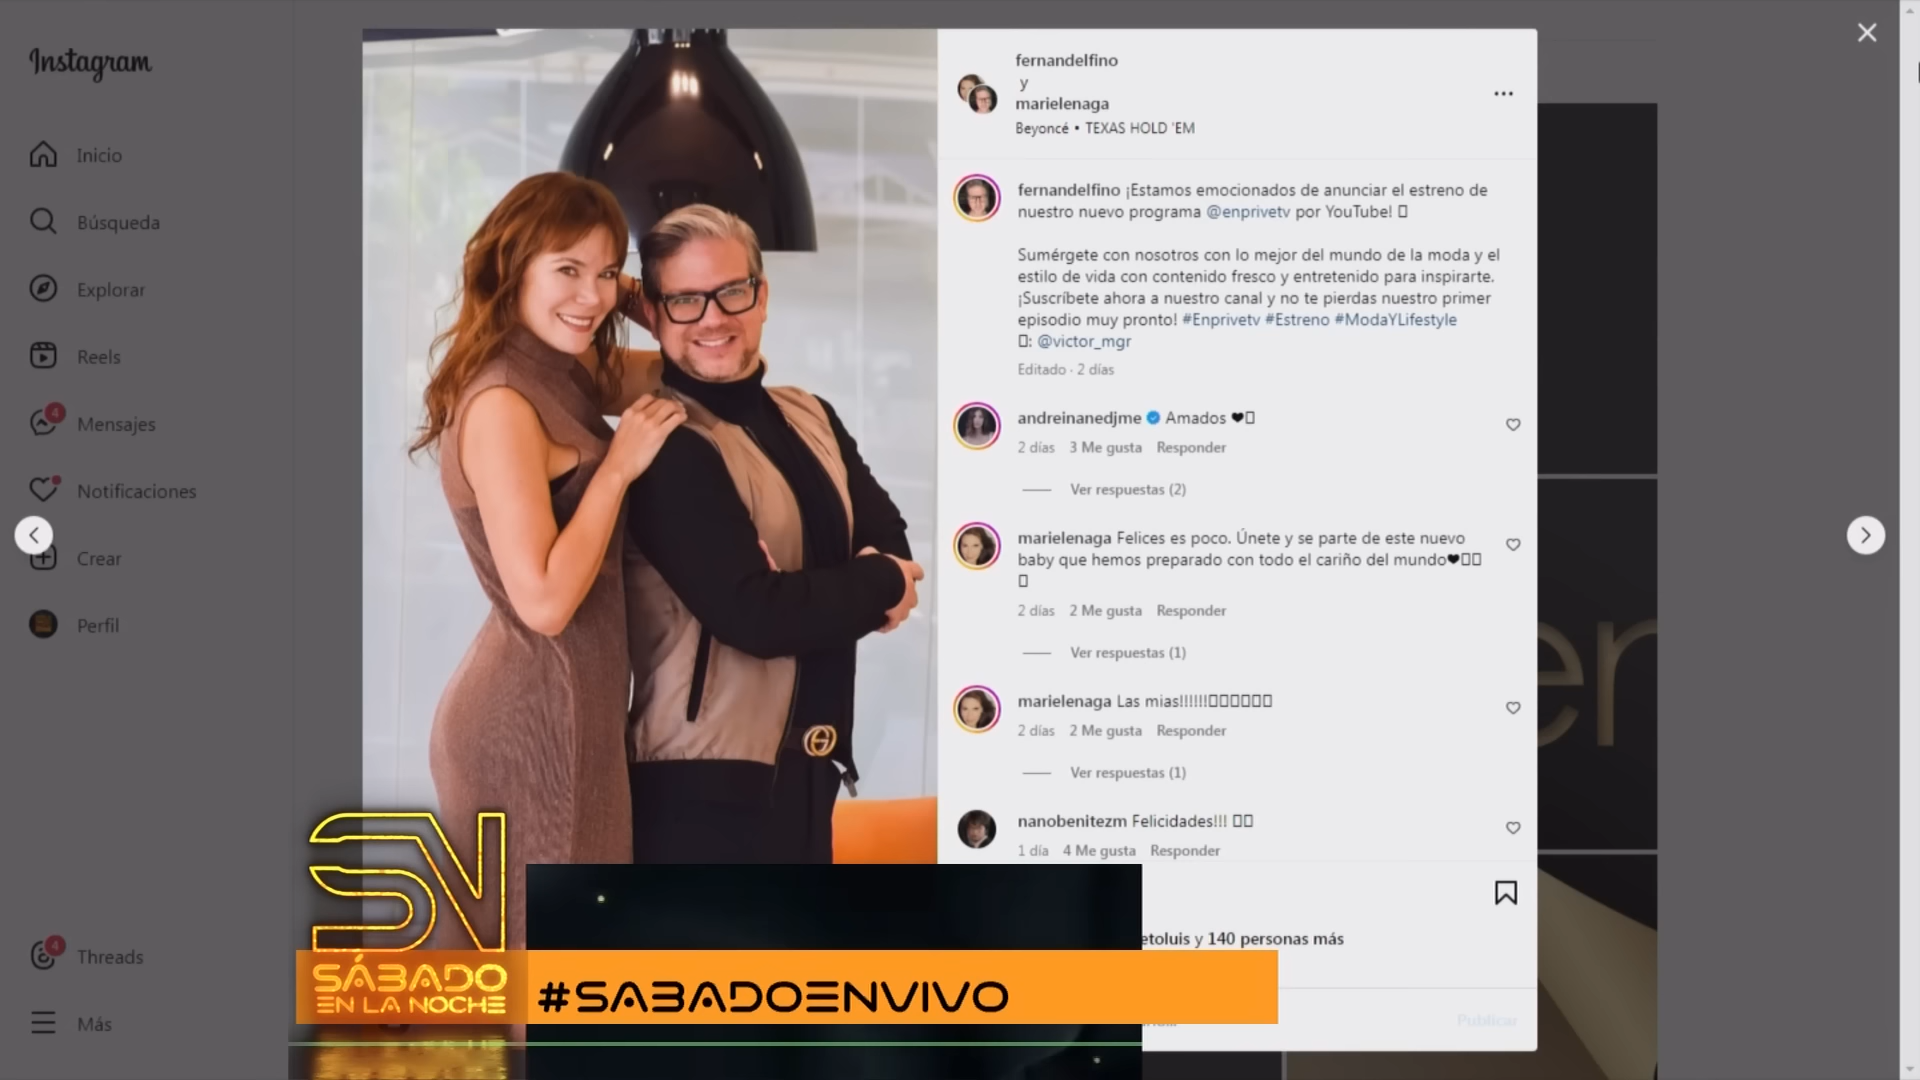 Instagram
Inicio
Búsqueda
Explorar
Reels
4
Mensajes
Notificaciones
Crear
Perfil
4
Threads
Más
fernandelfino
y
marielenaga
Beyoncé • TEXAS HOLD 'EM
fernandelfino ¡Estamos emocionados de anunciar el estreno de
nuestro nuevo programa @enprivetv por YouTube!
Sumérgete con nosotros con lo mejor del mundo de la moda y el
estilo de vida con contenido fresco y entretenido para inspirarte.
¡Suscríbete ahora a nuestro canal y no te pierdas nuestro primer
episodio muy pronto! #Enprivetv #Estreno #ModaYLifestyle
: @victor_mgr
Editado · 2 días
andreinanedjme Amados ❤
2 días 3 Me gusta Responder
Ver respuestas (2)
marielenaga Felices es poco. Únete y se parte de este nuevo
baby que hemos preparado con todo el cariño del mundo❤
2 días 2 Me gusta Responder
Ver respuestas (1)
marielenaga Las mias!!!!!!
2 días 2 Me gusta Responder
Ver respuestas (1)
nanobenitezm Felicidades!!!
1 día 4 Me gusta Responder
etoluis y 140 personas más
Publicar
en
SN
SÁBADO
EN LA NOCHE
#SABADOENVIVO